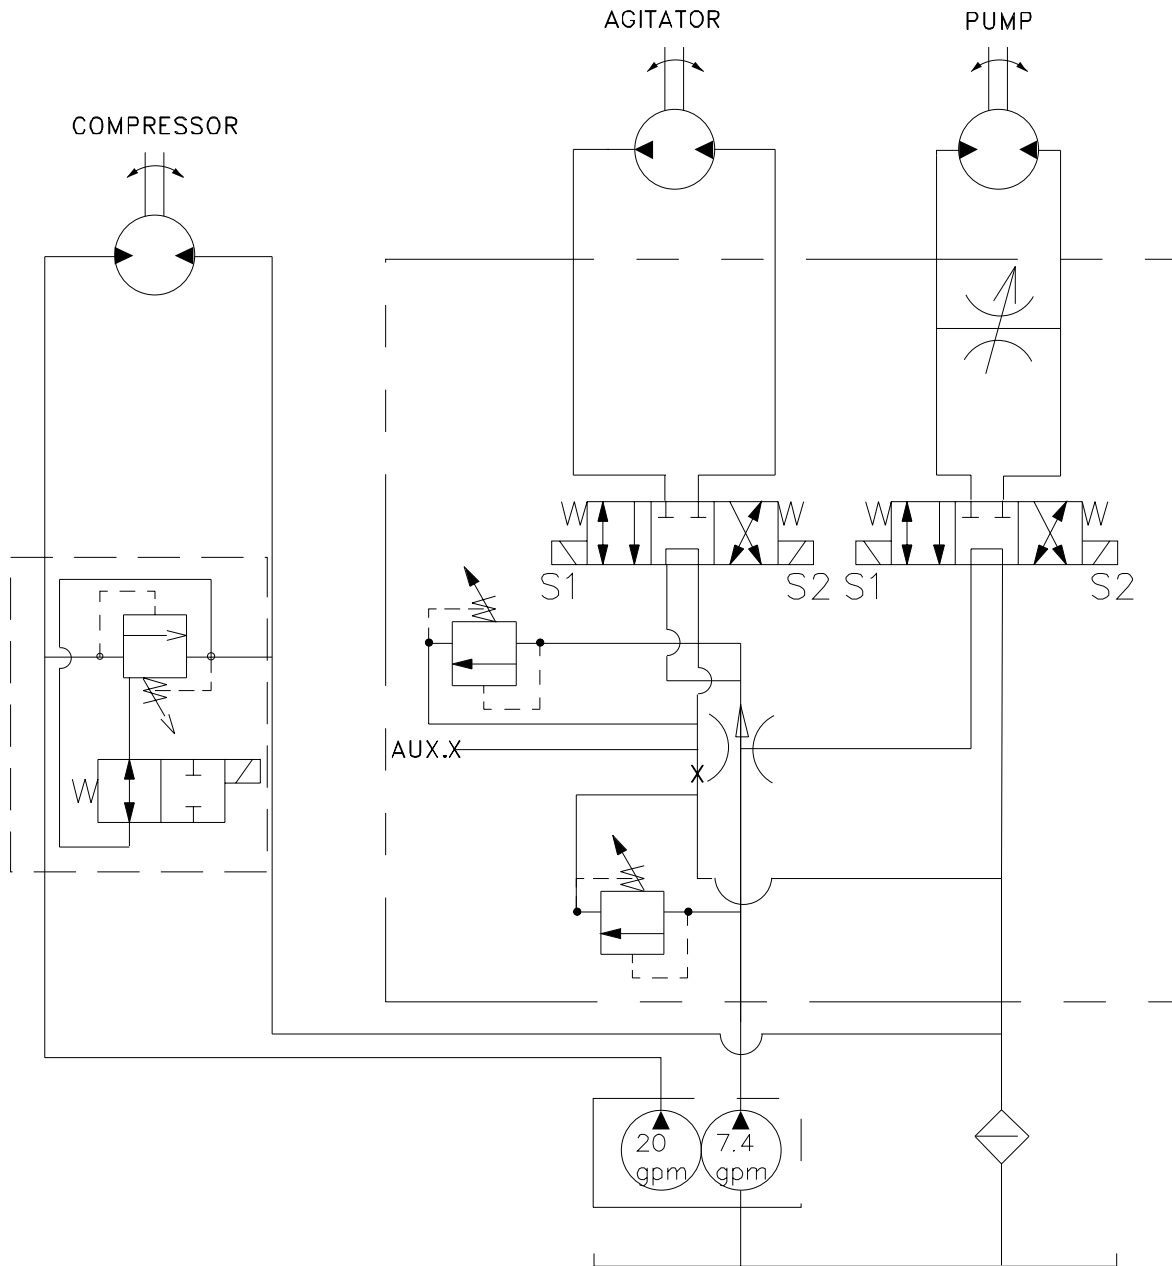 AGITATOR
PUMP
COMPRESSOR
S1
S2
S1
S2
AUX.X
X
20
gpm
7.4
gpm